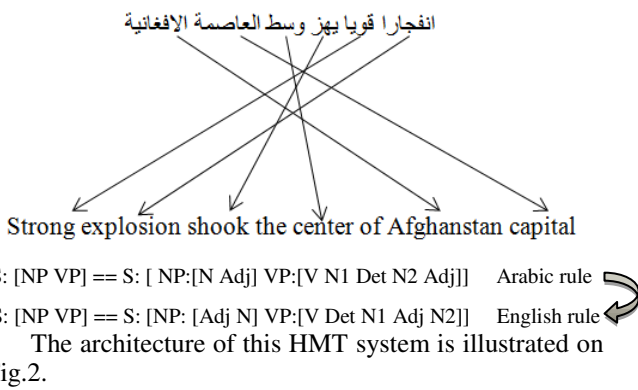 انفجارا قويا يهز وسط العاصمة الافغانية
Strong explosion shook the center of Afghanstan capital
S: [NP VP] == S: [ NP:[N Adj] VP:[V N1 Det N2 Adj]] Arabic rule
S: [NP VP] == S: [NP: [Adj N] VP:[V Det N1 Adj N2]] English rule
The architecture of this HMT system is illustrated on
Fig.2.